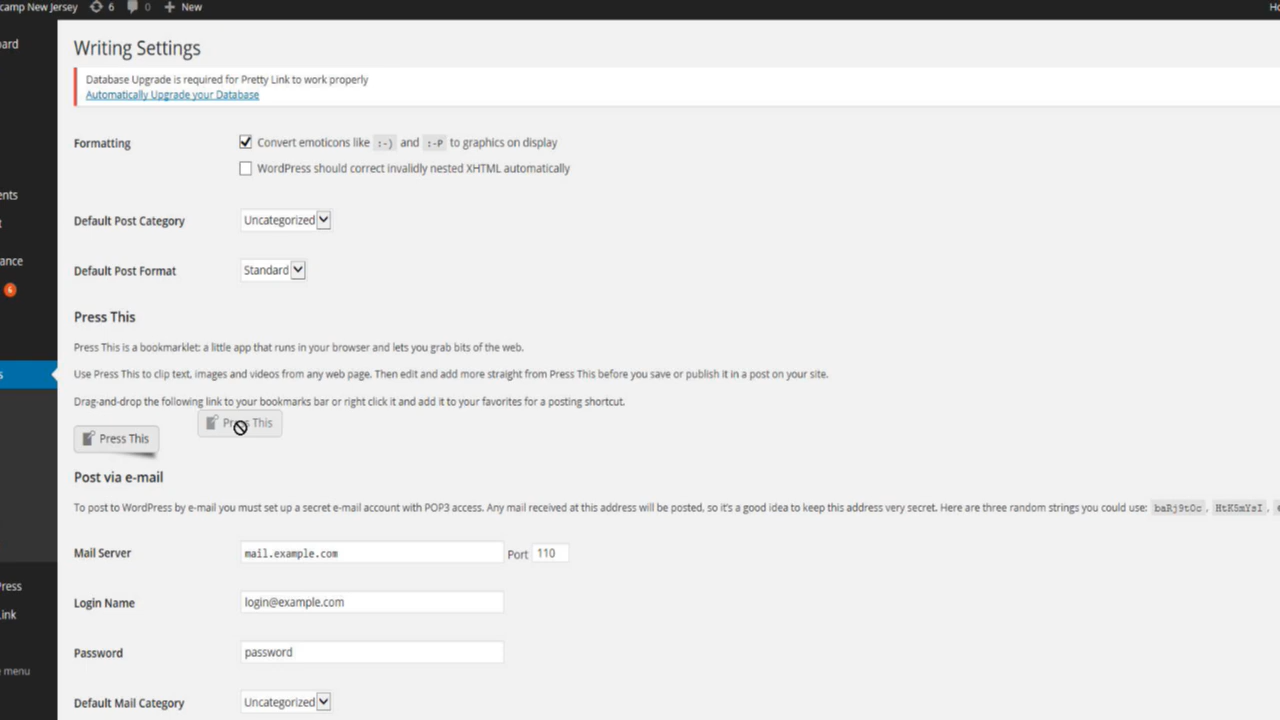 camp New Jersey 6 0 New
Writing Settings
Database Upgrade is required for Pretty Link to work properly
Automatically Upgrade your Database
Formatting
Convert emoticons like :-) and :-P to graphics on display
WordPress should correct invalidly nested XHTML automatically
Default Post Category Uncategorized
Default Post Format Standard
6
Press This
Press This is a bookmarklet: a little app that runs in your browser and lets you grab bits of the web.
Use Press This to clip text, images and videos from any web page. Then edit and add more straight from Press This before you save or publish it in a post on your site.
Drag-and-drop the following link to your bookmarks bar or right click it and add it to your favorites for a posting shortcut.
Press This
Press This
Post via e-mail
To post to WordPress by e-mail you must set up a secret e-mail account with POP3 access. Any mail received at this address will be posted, so it's a good idea to keep this address very secret. Here are three random strings you could use: baRj9tOc , HtK5mYsI ,
Mail Server mail.example.com Port 110
Login Name login@example.com
Password password
menu
Default Mail Category Uncategorized